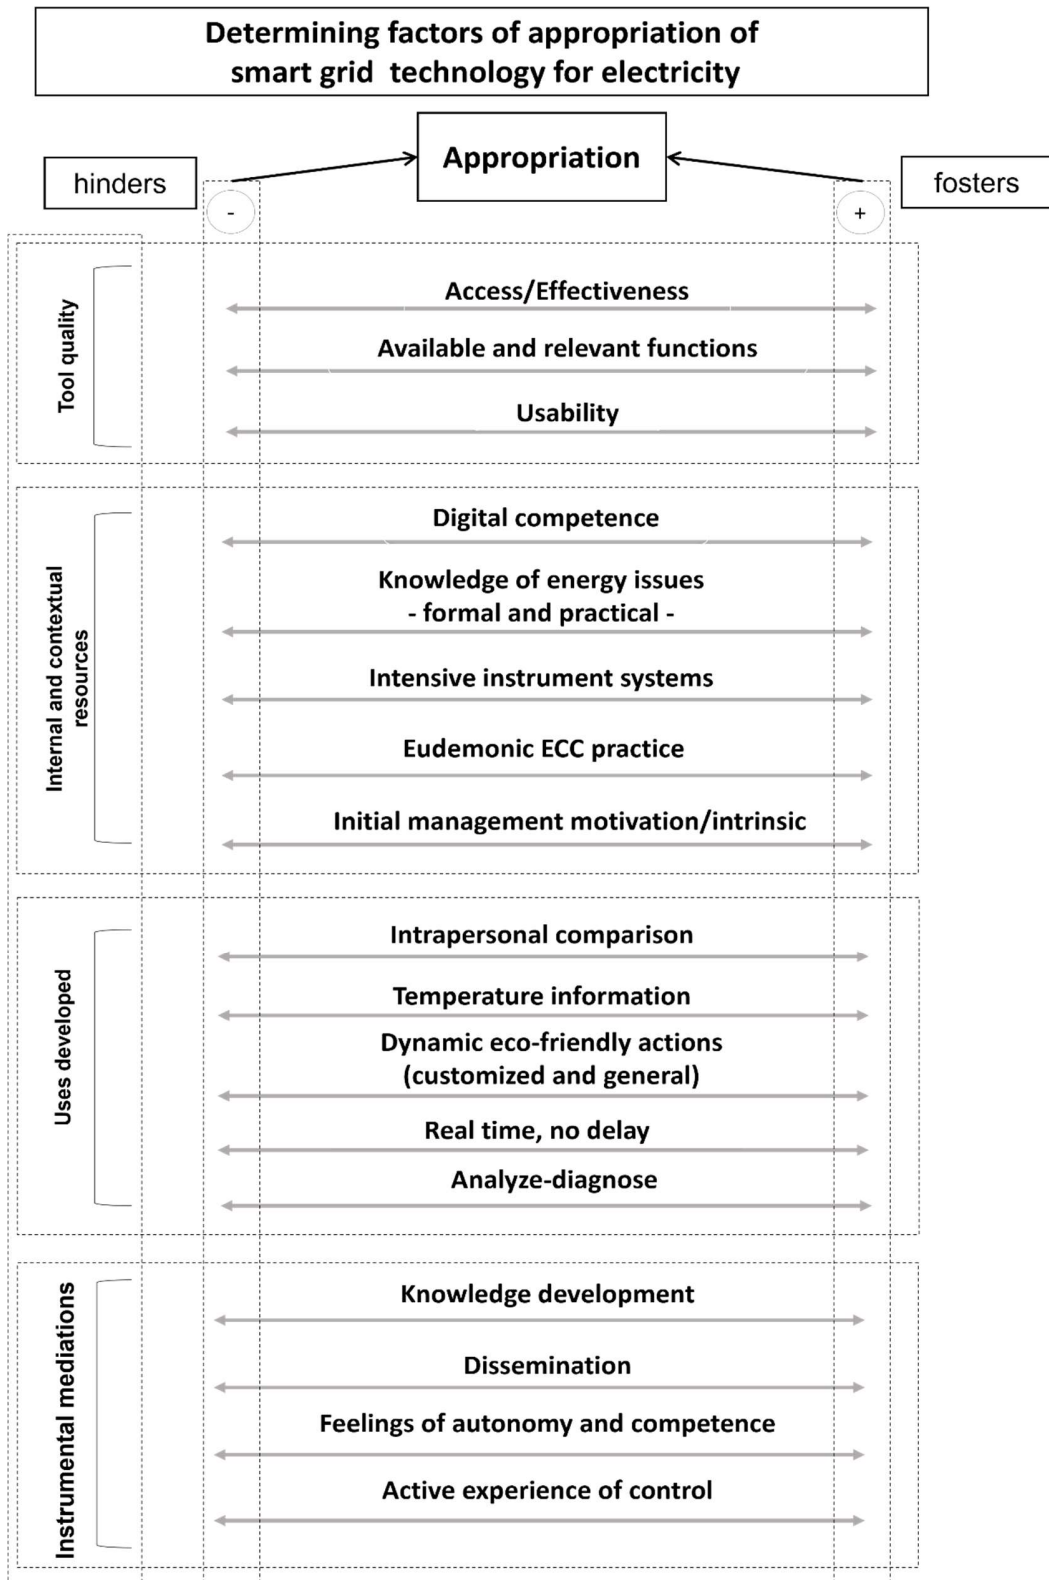 Determining factors of appropriation of
smart grid technology for electricity
hinders
Appropriation
fosters
-
+
Tool quality
Access/Effectiveness
Available and relevant functions
Usability
Internal and contextual
resources
Digital competence
Knowledge of energy issues
- formal and practical -
Intensive instrument systems
Eudemonic ECC practice
Initial management motivation/intrinsic
Uses developed
Intrapersonal comparison
Temperature information
Dynamic eco-friendly actions
(customized and general)
Real time, no delay
Analyze-diagnose
Instrumental mediations
Knowledge development
Dissemination
Feelings of autonomy and competence
Active experience of control